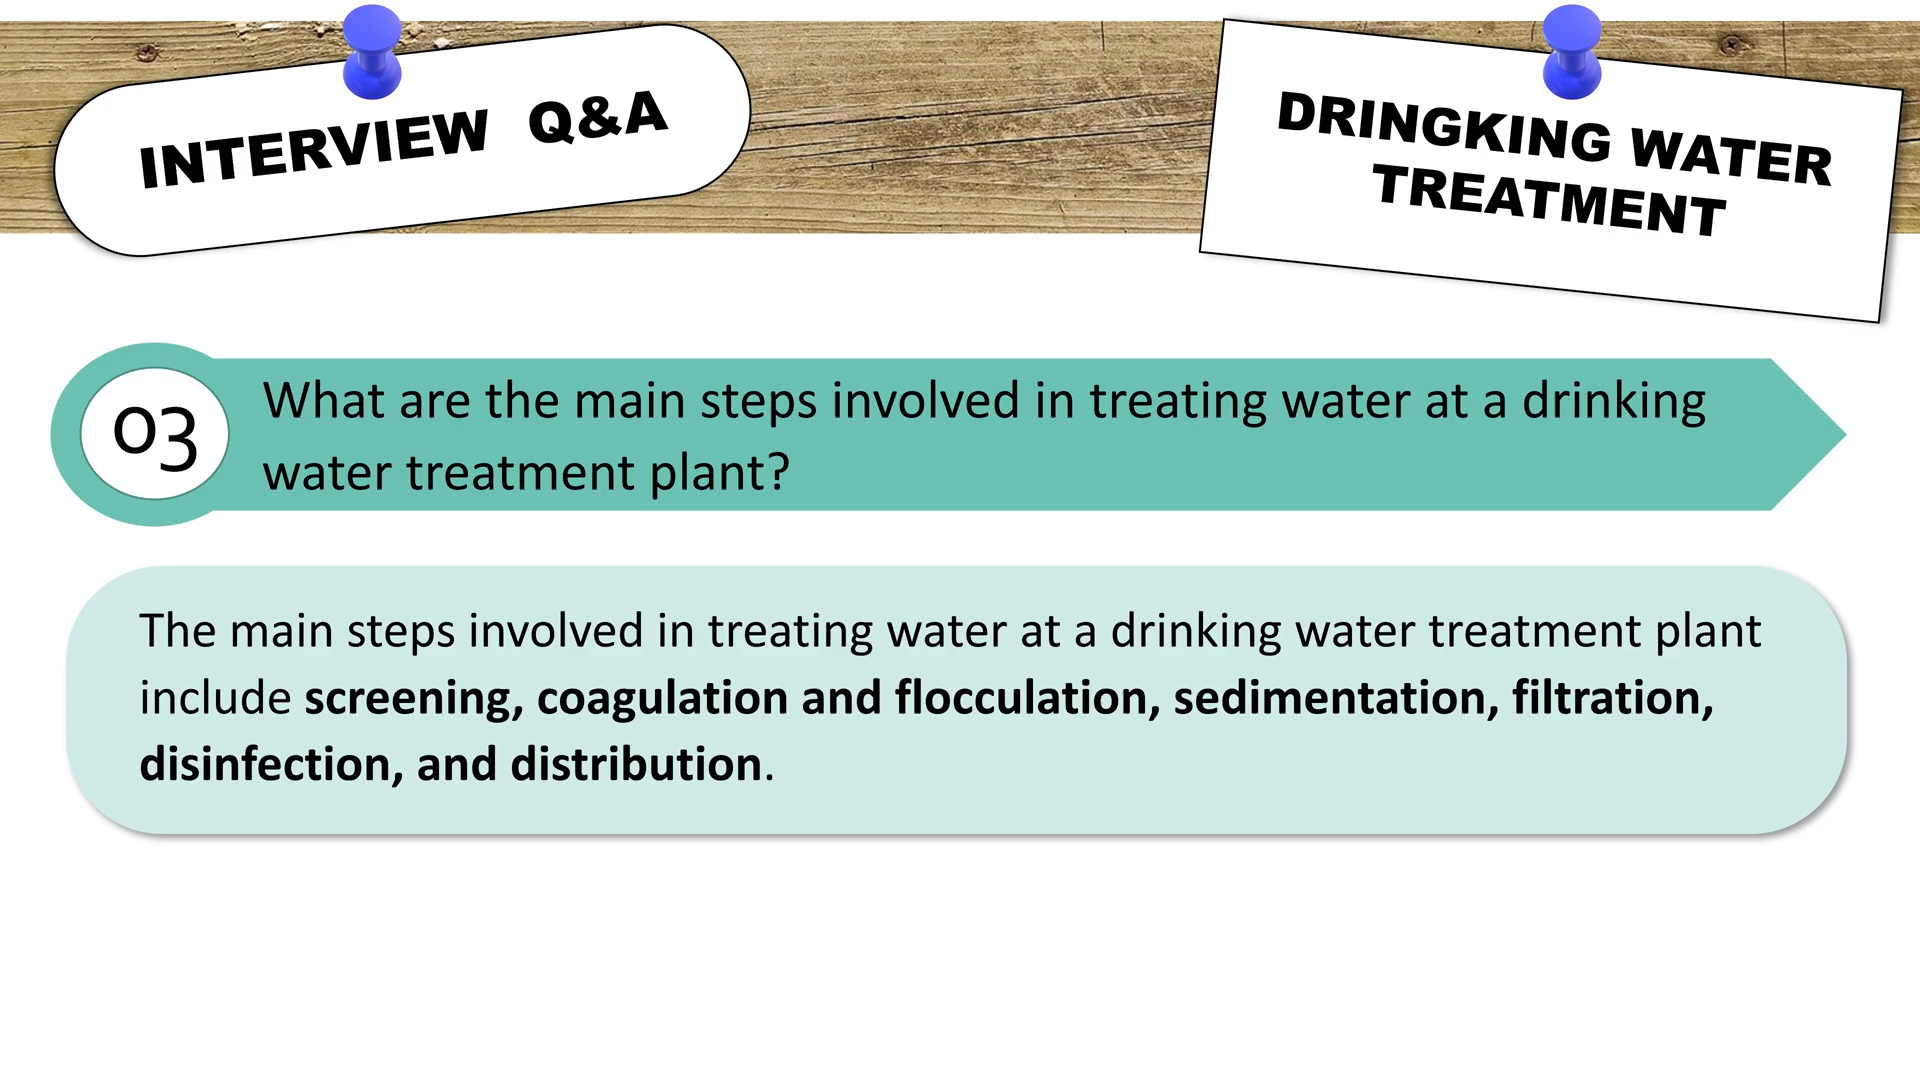 INTERVIEW Q&A
DRINGKING WATER
TREATMENT
03
What are the main steps involved in treating water at a drinking
water treatment plant?
The main steps involved in treating water at a drinking water treatment plant
include screening, coagulation and flocculation, sedimentation, filtration,
disinfection, and distribution.